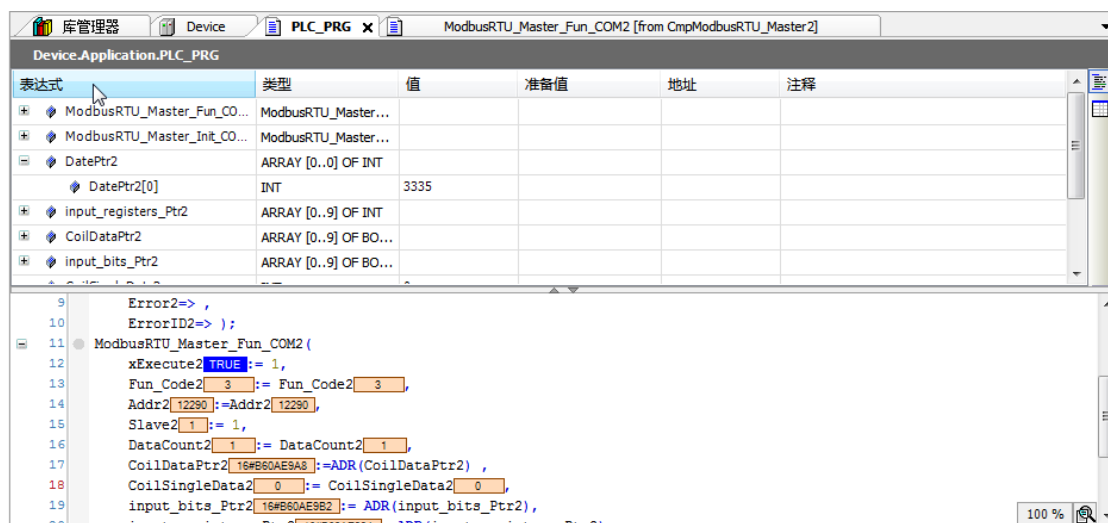 库管理器 Device PLC_PRG ModbusRTU_Master_Fun_COM2 [from CmpModbusRTU_Master2]
Device.Application.PLC_PRG
表达式 类型 值 准备值 地址 注释
ModbusRTU_Master_Fun_CO... ModbusRTU_Master...
ModbusRTU_Master_Init_CO... ModbusRTU_Master...
DatePtr2 ARRAY [0..0] OF INT
DatePtr2[0] INT 3335
input_registers_Ptr2 ARRAY [0..9] OF INT
CoilDataPtr2 ARRAY [0..9] OF BO...
input_bits_Ptr2 ARRAY [0..9] OF BO...
9 Error2=> ,
10 ErrorID2=> );
11 ModbusRTU_Master_Fun_COM2(
12 xExecute2 TRUE := 1,
13 Fun_Code2 3 := Fun_Code2 3 ,
14 Addr2 12290 :=Addr2 12290 ,
15 Slave2 1 := 1,
16 DataCount2 1 := DataCount2 1 ,
17 CoilDataPtr2 16#B60AE9A8 :=ADR(CoilDataPtr2) ,
18 CoilSingleData2 0 := CoilSingleData2 0 ,
19 input_bits_Ptr2 16#B60AE9B2 := ADR(input_bits_Ptr2),
100 %